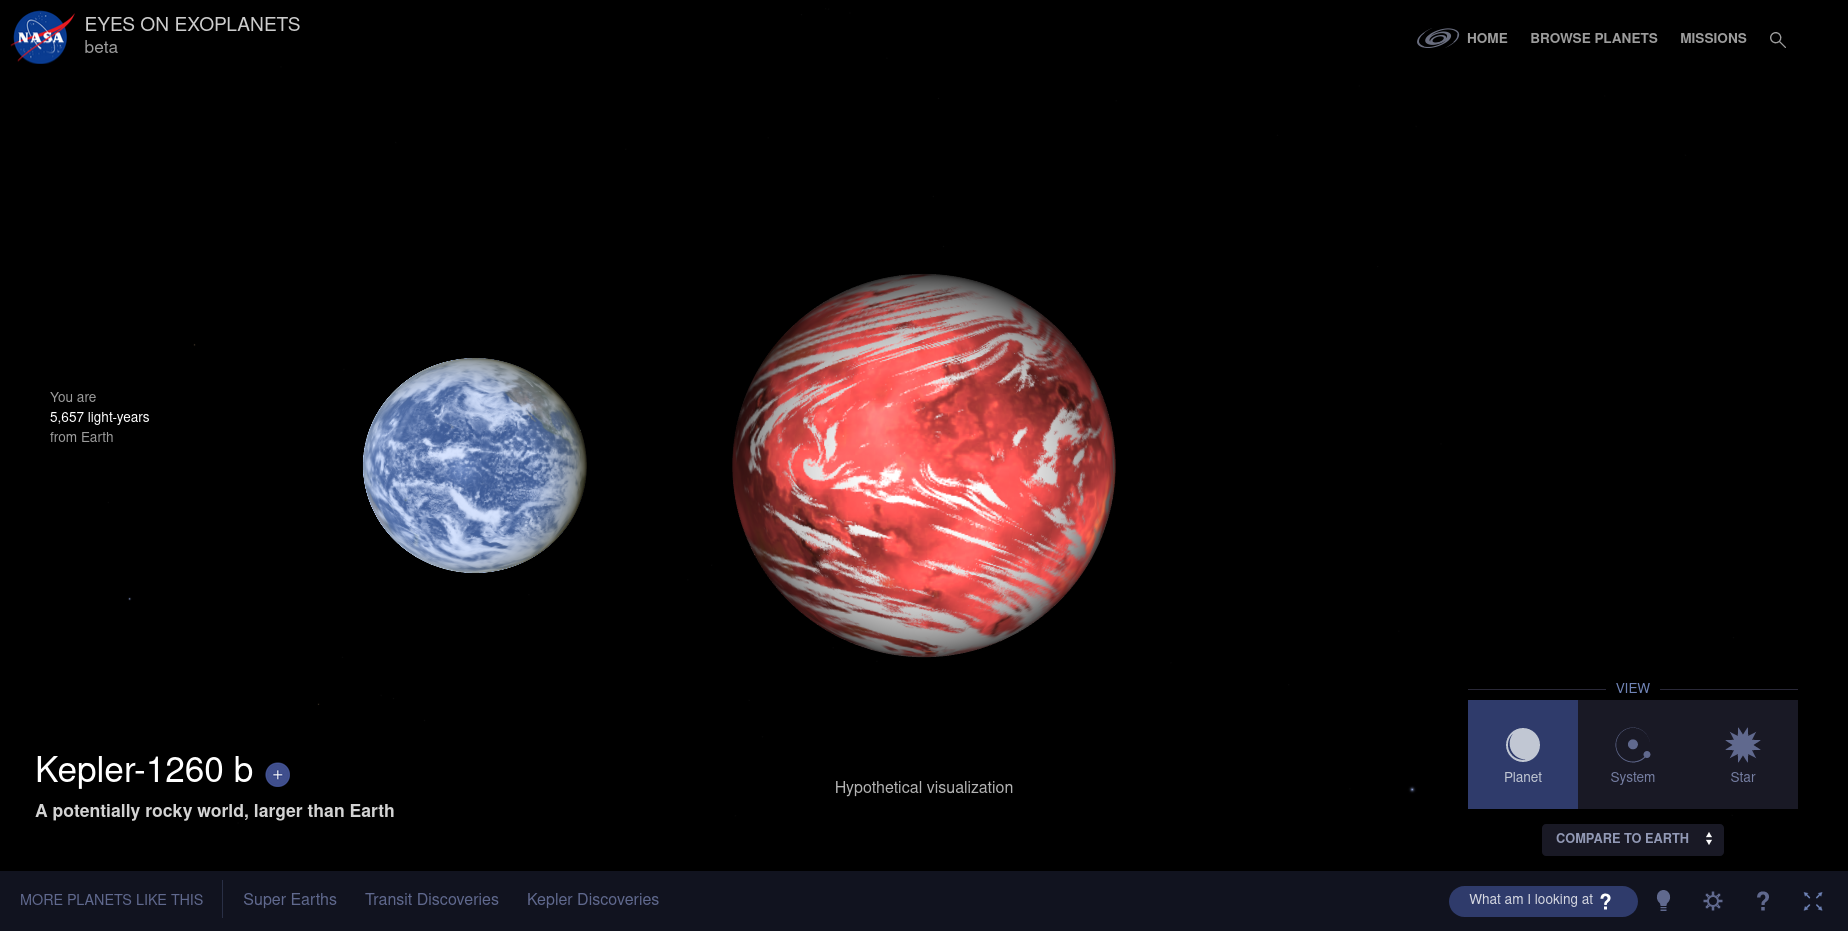 NASA
EYES ON EXOPLANETS
beta
HOME
BROWSE PLANETS
MISSIONS
You are
5,657 light-years
from Earth
Kepler-1260 b +
A potentially rocky world, larger than Earth
Hypothetical visualization
VIEW
Planet
System
Star
COMPARE TO EARTH
MORE PLANETS LIKE THIS
Super Earths
Transit Discoveries
Kepler Discoveries
What am I looking at ?
?